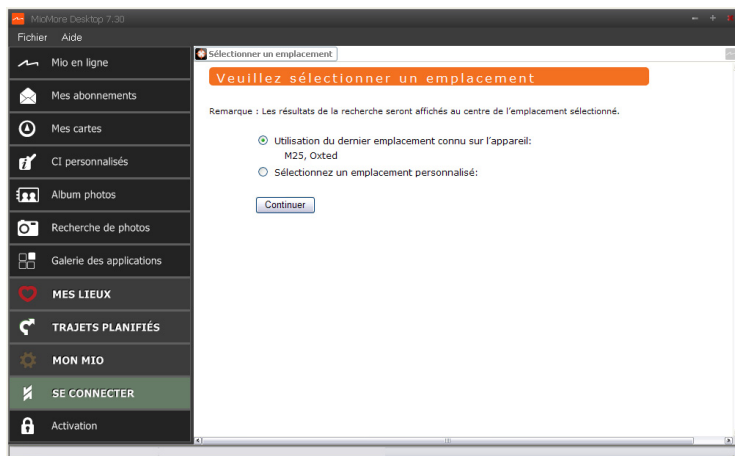 MioMore Desktop 7.30
Fichier Aide
Mio en ligne
Mes abonnements
Mes cartes
CI personnalisés
Album photos
Recherche de photos
Galerie des applications
MES LIEUX
TRAJETS PLANIFIÉS
MON MIO
SE CONNECTER
Activation
Sélectionner un emplacement
Veuillez sélectionner un emplacement
Remarque : Les résultats de la recherche seront affichés au centre de l'emplacement sélectionné.
Utilisation du dernier emplacement connu sur l'appareil:
M25, Oxted
Sélectionnez un emplacement personnalisé:
Continuer